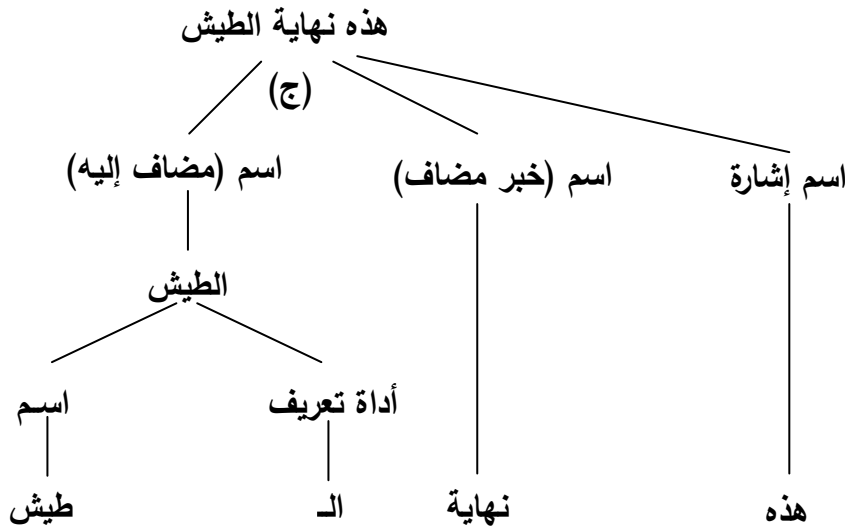 هذه نهاية الطيش
(ج)
اسم إشارة
اسم (خبر مضاف)
اسم (مضاف إليه)
الطيش
أداة تعريف
اسم
هذه
نهاية
الـ
طيش